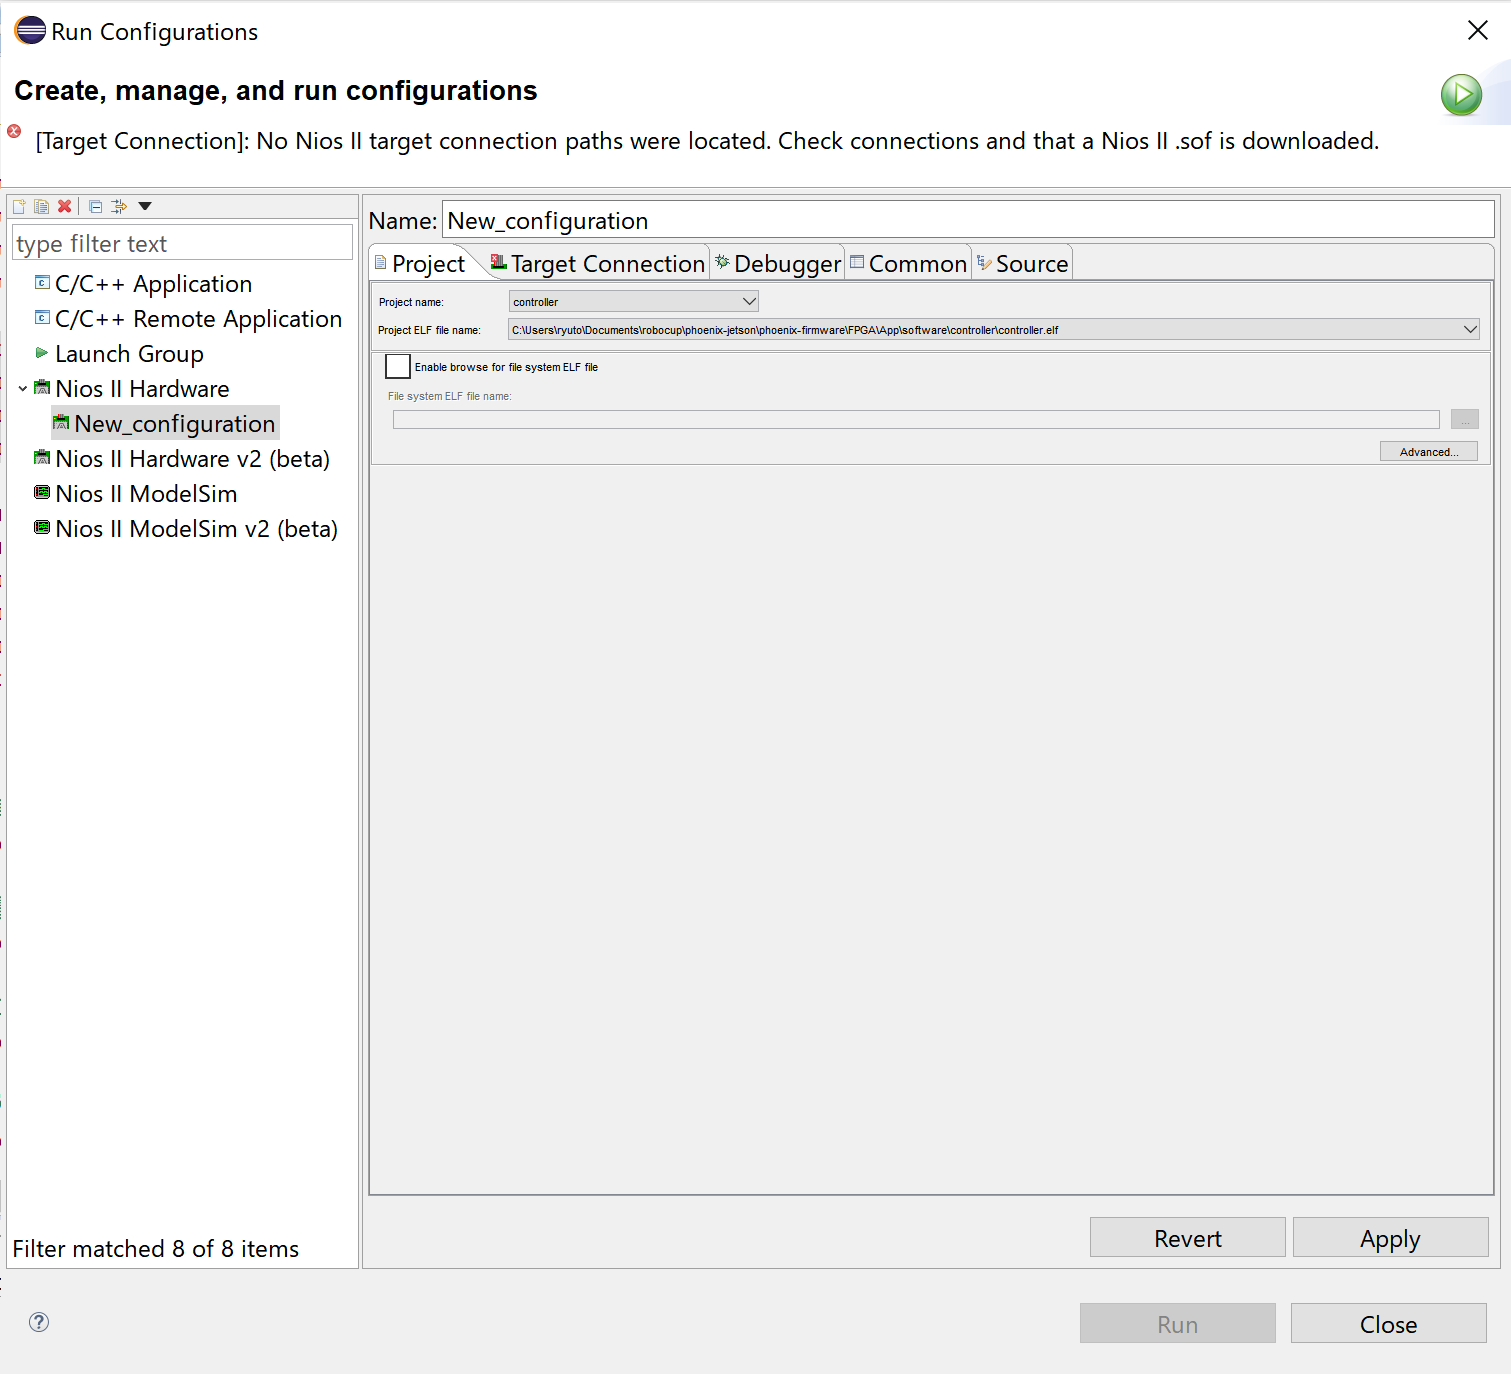 Run Configurations
Create, manage, and run configurations
[Target Connection]: No Nios II target connection paths were located. Check connections and that a Nios II .sof is downloaded.
type filter text
C/C++ Application
C/C++ Remote Application
Launch Group
Nios II Hardware
New_configuration
Nios II Hardware v2 (beta)
Nios II ModelSim
Nios II ModelSim v2 (beta)
Filter matched 8 of 8 items
Name: New_configuration
Project Target Connection Debugger Common Source
Project name: controller
Project ELF file name: C:\Users\ryuto\Documents\robocup\phoenix-jetson\phoenix-firmware\FPGA\App\software\controller\controller.elf
Enable browse for file system ELF file
File system ELF file name:
...
Advanced...
Revert Apply
Run Close